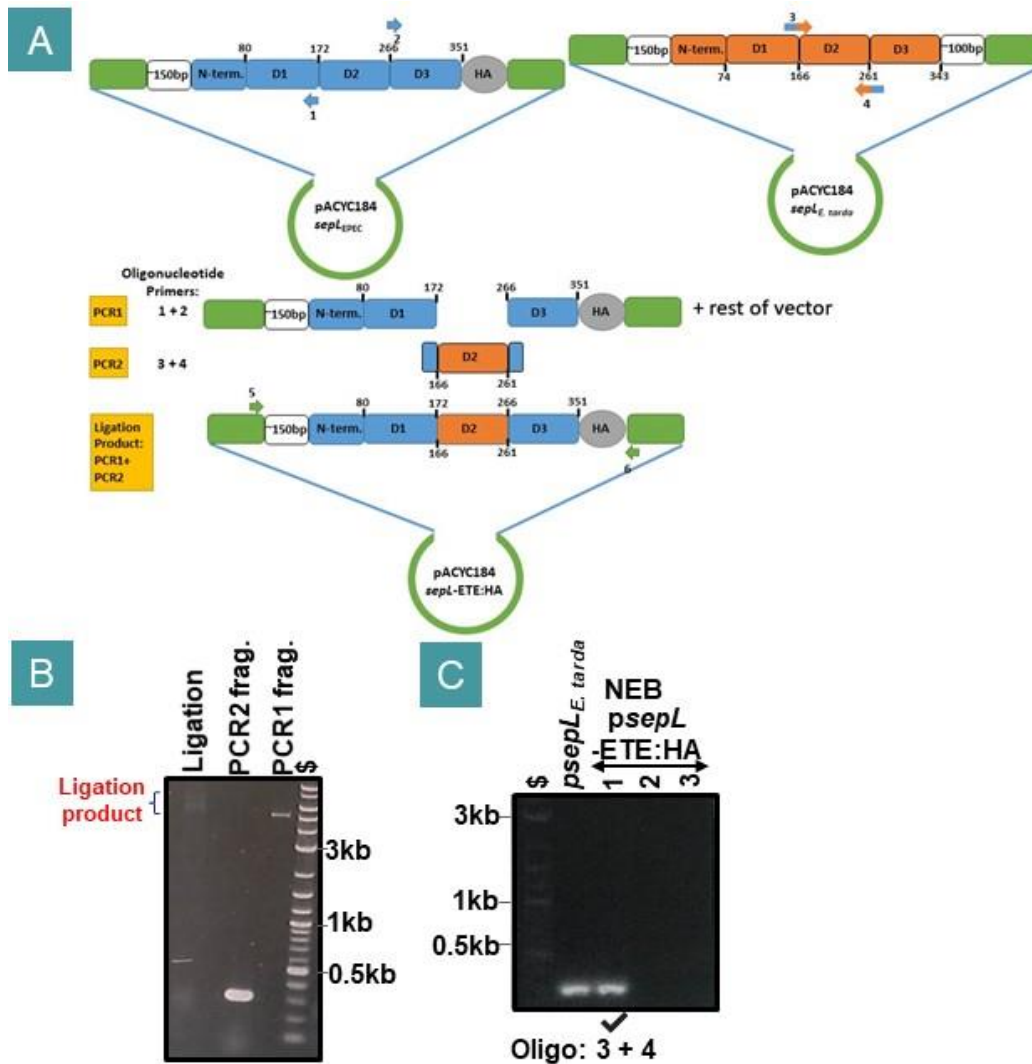 A
2
80 172 266 351
~150bp N-term. D1 D2 D3 HA
1
pACYC184
sepLEPEC
3
150bp N-term. D1 D2 D3 ~100bp
74 166 261 343
4
pACYC184
sepLE. tarda
Oligonucleotide
Primers:
PCR1 1 + 2
80 172 266 351
~150bp N-term. D1 D3 HA
+ rest of vector
PCR2 3 + 4
D2
166 261
Ligation
Product:
PCR1+
PCR2
5
80 172 266 351
~150bp N-term. D1 D2 D3 HA
166 261
6
pACYC184
sepL-ETE:HA
B
Ligation
PCR2 frag.
PCR1 frag.
$
Ligation
product
3kb
1kb
0.5kb
C
$
psepLE. tarda
NEB
psepL
-ETE:HA
1 2 3
3kb
1kb
0.5kb
Oligo: 3 + 4